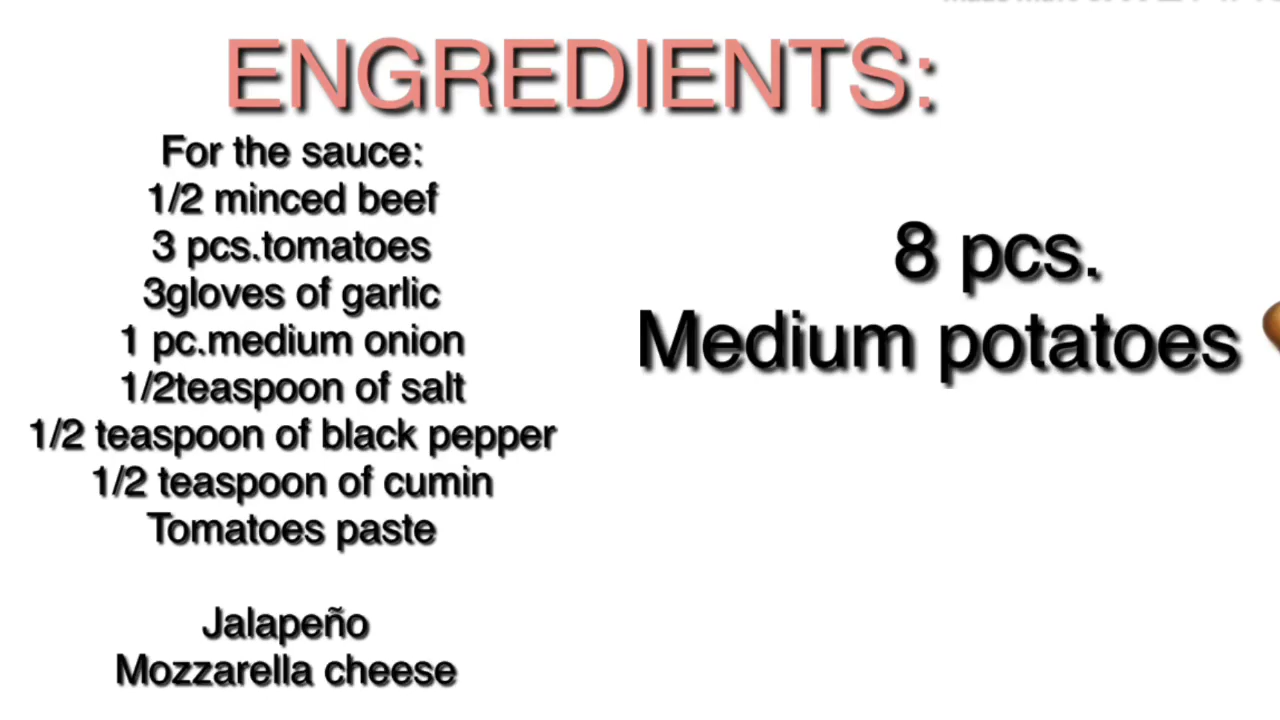 ENGREDIENTS:
For the sauce:
1/2 minced beef
3 pcs.tomatoes
3gloves of garlic
1 pc.medium onion
1/2teaspoon of salt
1/2 teaspoon of black pepper
1/2 teaspoon of cumin
Tomatoes paste
Jalapeño
Mozzarella cheese
8 pcs.
Medium potatoes